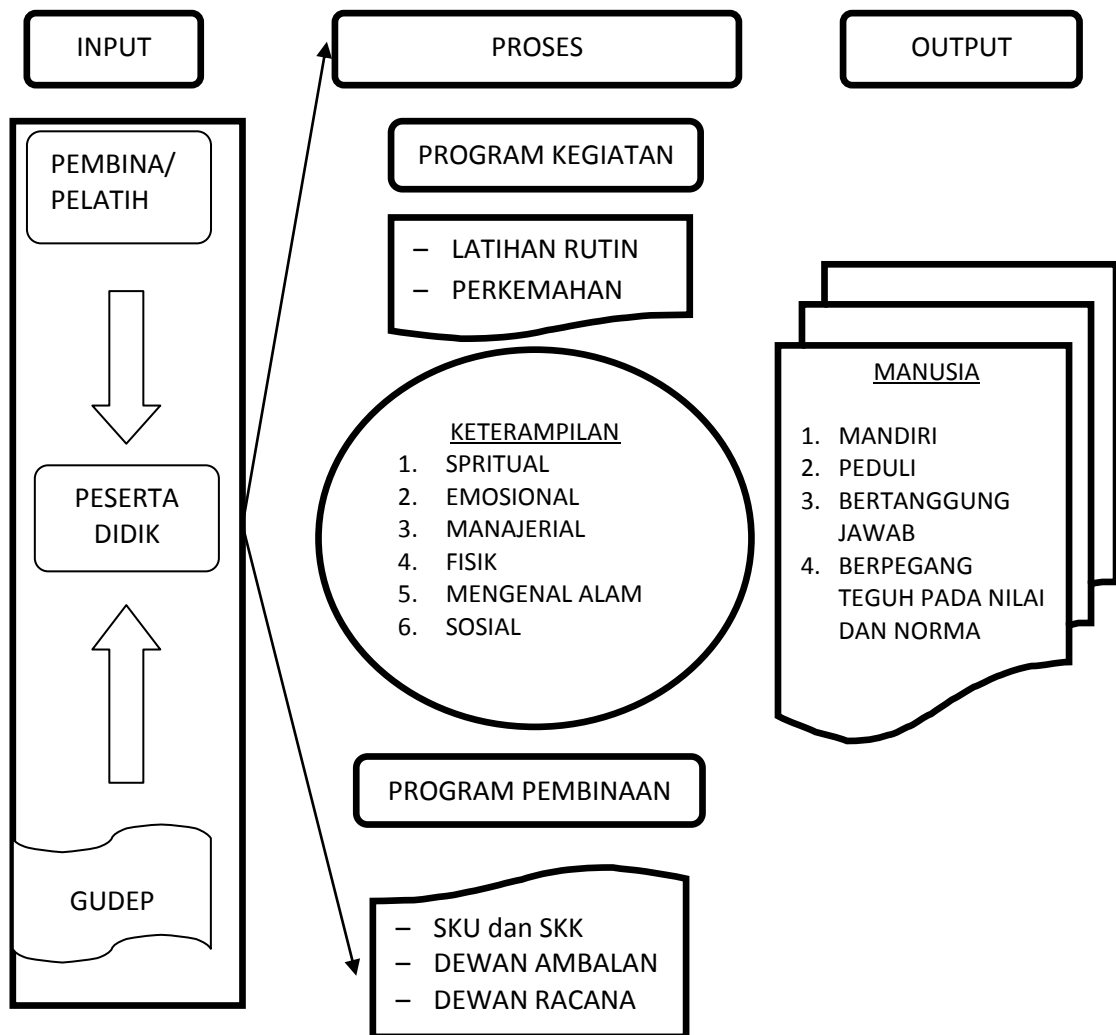 INPUT
PROSES
OUTPUT
PEMBINA/
PELATIH
PESERTA
DIDIK
GUDEP
PROGRAM KEGIATAN
– LATIHAN RUTIN
– PERKEMAHAN
KETERAMPILAN
1. SPRITUAL
2. EMOSIONAL
3. MANAJERIAL
4. FISIK
5. MENGENAL ALAM
6. SOSIAL
PROGRAM PEMBINAAN
– SKU dan SKK
– DEWAN AMBALAN
– DEWAN RACANA
MANUSIA
1. MANDIRI
2. PEDULI
3. BERTANGGUNG
JAWAB
4. BERPEGANG
TEGUH PADA NILAI
DAN NORMA